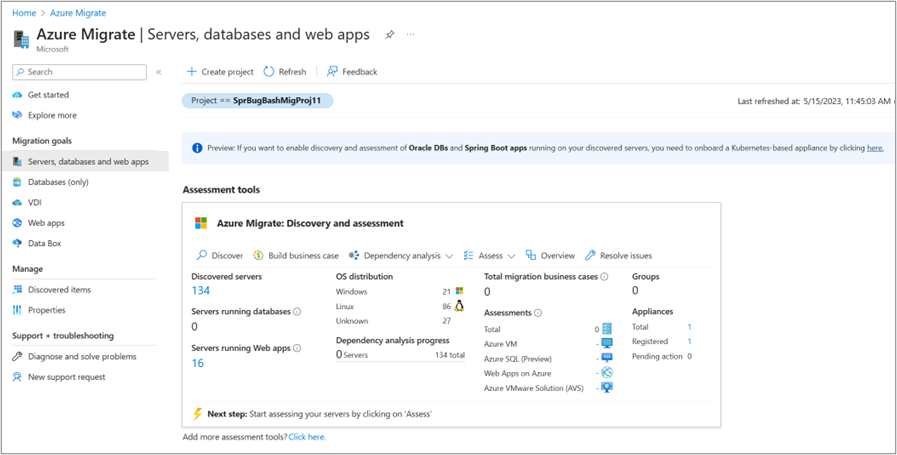 Home > Azure Migrate
Azure Migrate | Servers, databases and web apps
Microsoft
Search
Get started
Explore more
Migration goals
Servers, databases and web apps
Databases (only)
VDI
Web apps
Data Box
Manage
Discovered items
Properties
Support + troubleshooting
Diagnose and solve problems
New support request
Create project Refresh Feedback
Project == SprBugBashMigProj11
Last refreshed at: 5/15/2023, 11:45:03 AM
Preview: If you want to enable discovery and assessment of Oracle DBs and Spring Boot apps running on your discovered servers, you need to onboard a Kubernetes-based appliance by clicking here.
Assessment tools
Azure Migrate: Discovery and assessment
Discover Build business case Dependency analysis Assess Overview Resolve issues
Discovered servers
134
Servers running databases
0
Servers running Web apps
16
OS distribution
Windows 21
Linux 86
Unknown 27
Dependency analysis progress
0 Servers 134 total
Total migration business cases
0
Assessments
Total 0
Azure VM -
Azure SQL (Preview) -
Web Apps on Azure -
Azure VMware Solution (AVS) -
Groups
0
Appliances
Total 1
Registered 1
Pending action 0
Next step: Start assessing your servers by clicking on 'Assess'
Add more assessment tools? Click here.